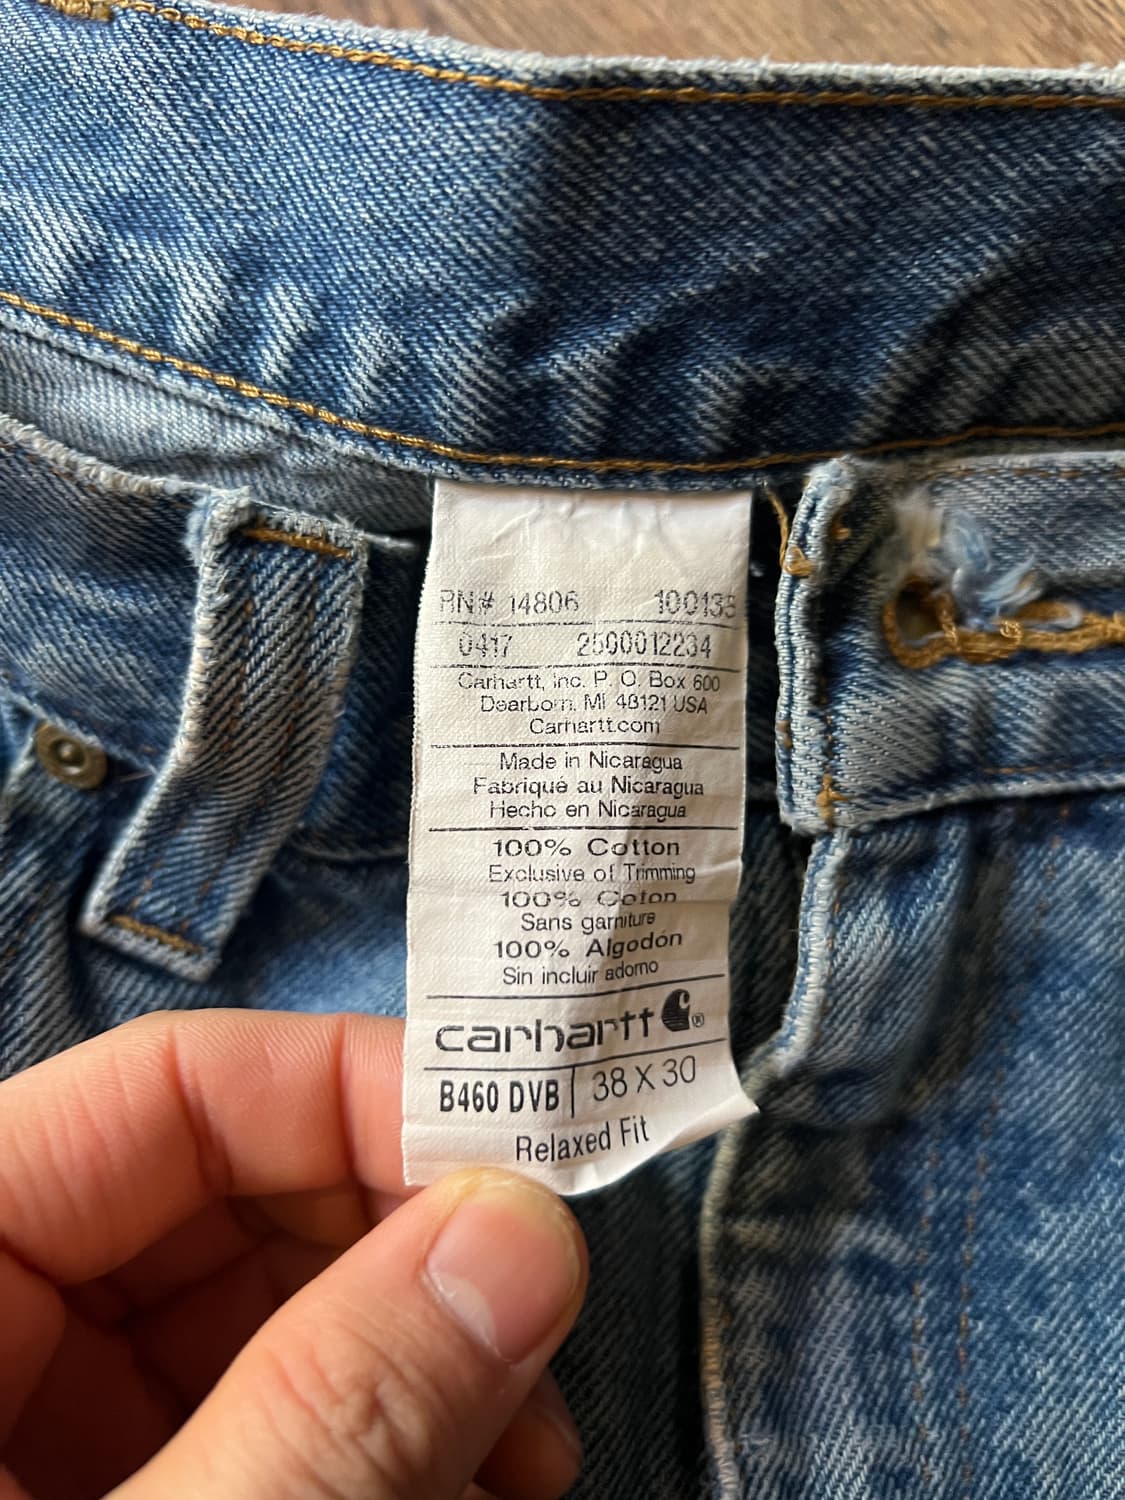 RN# 14806 100133
0417 2500012234
Carhartt, Inc. P. O. Box 600
Dearborn, MI 48121 USA
Carhartt.com
Made in Nicaragua
Fabriqué au Nicaragua
Hecho en Nicaragua
100% Cotton
Exclusive of Trimming
100% Coton
Sans garniture
100% Algodón
Sin incluir adorno
carhartt ®
B460 DVB | 38 X 30
Relaxed Fit